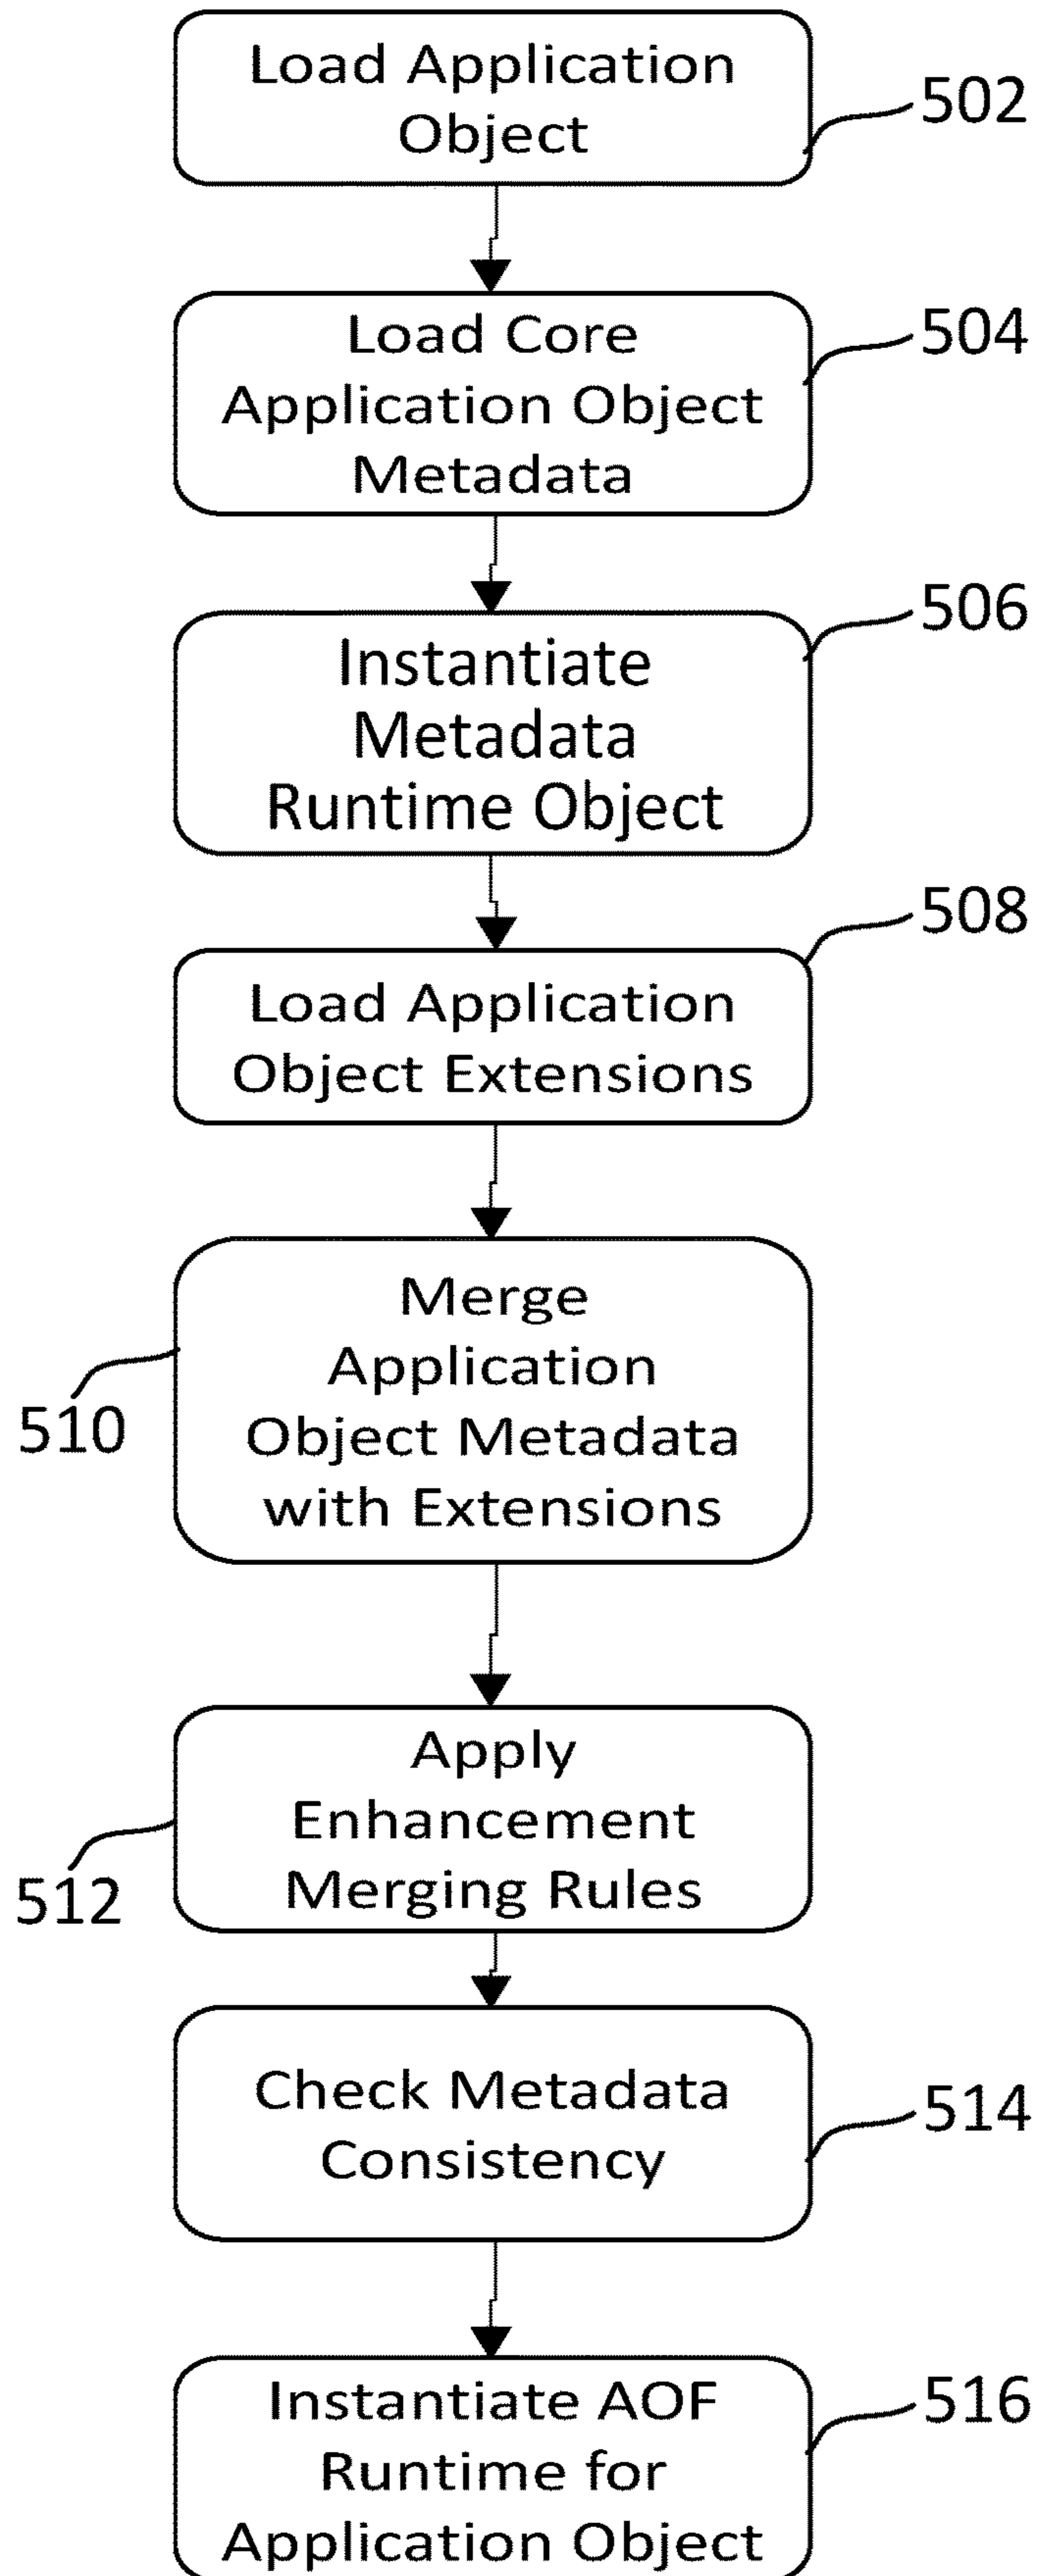 Load Application
Object
502
Load Core
Application Object
Metadata
504
Instantiate
Metadata
Runtime Object
506
Load Application
Object Extensions
508
Merge
Application
Object Metadata
with Extensions
510
Apply
Enhancement
Merging Rules
512
Check Metadata
Consistency
514
Instantiate AOF
Runtime for
Application Object
516